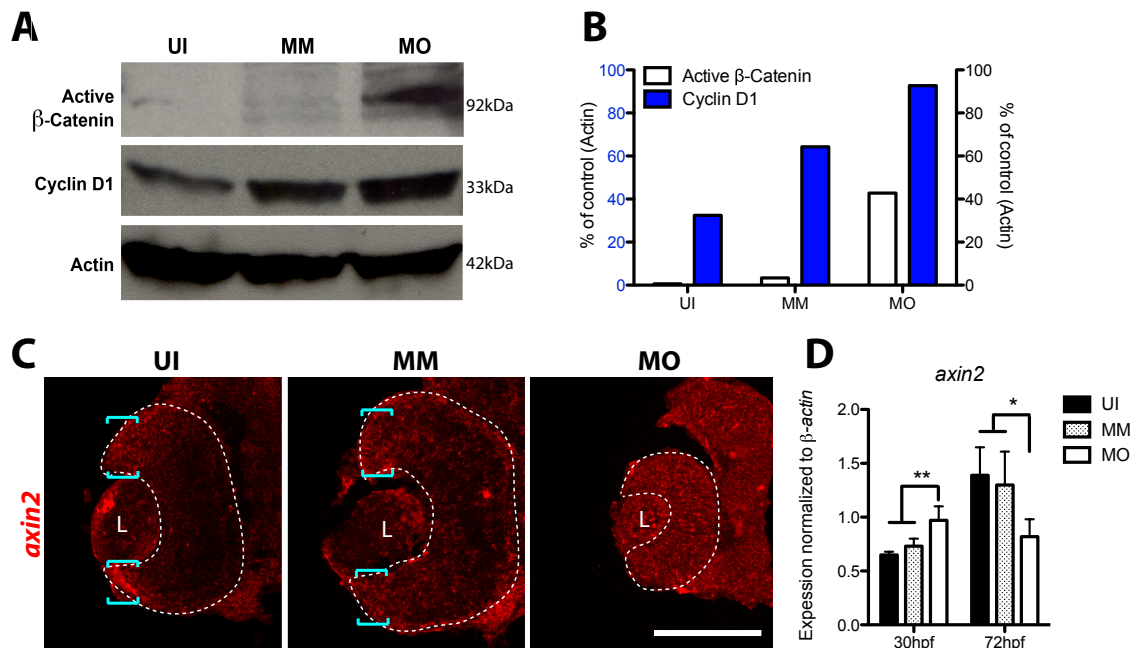 A
UI MM MO
Active
β-Catenin
92kDa
Cyclin D1
33kDa
Actin
42kDa
B
Active β-Catenin
Cyclin D1
% of control (Actin)
100
80
60
40
20
0
100
80
60
40
20
0
% of control (Actin)
UI MM MO
C
UI MM MO
axin2
L
L
L
D
axin2
Expession normalized to β-actin
2.0
1.5
1.0
0.5
0.0
**
*
UI
MM
MO
30hpf 72hpf